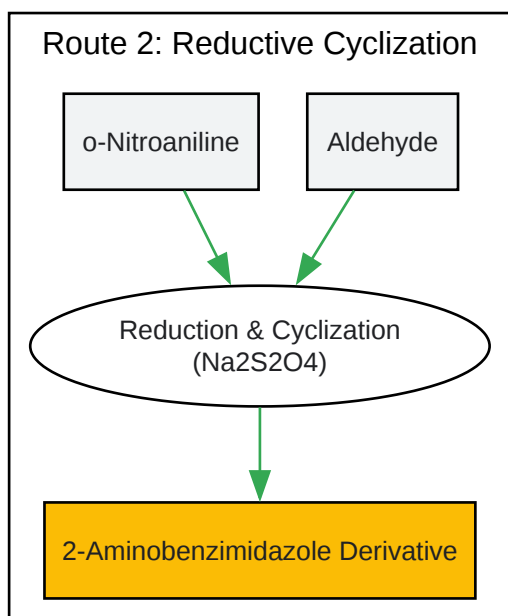 Route 2: Reductive Cyclization
o-Nitroaniline
Aldehyde
Reduction & Cyclization
(Na2S2O4)
2-Aminobenzimidazole Derivative